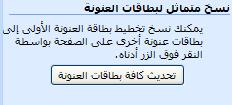 نسخ متماثل لبطاقات العنونة
يمكنك نسخ تخطيط بطاقة العنونة الأولى إلى
بطاقات عنونة أخرى على الصفحة بواسطة
النقر فوق الزر أدناه.
تحديث كافة بطاقات العنونة